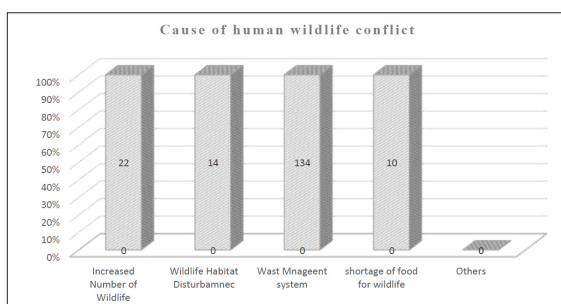 Cause of human wildlife conflict
100%
90%
80%
70%
60%
50%
40%
30%
20%
10%
0%
22
14
134
10
0
0
0
0
0
Increased
Number of
Wildlife
Wildlife Habitat
Disturbamnec
Wast Mnageent
system
shortage of food
for wildlife
Others